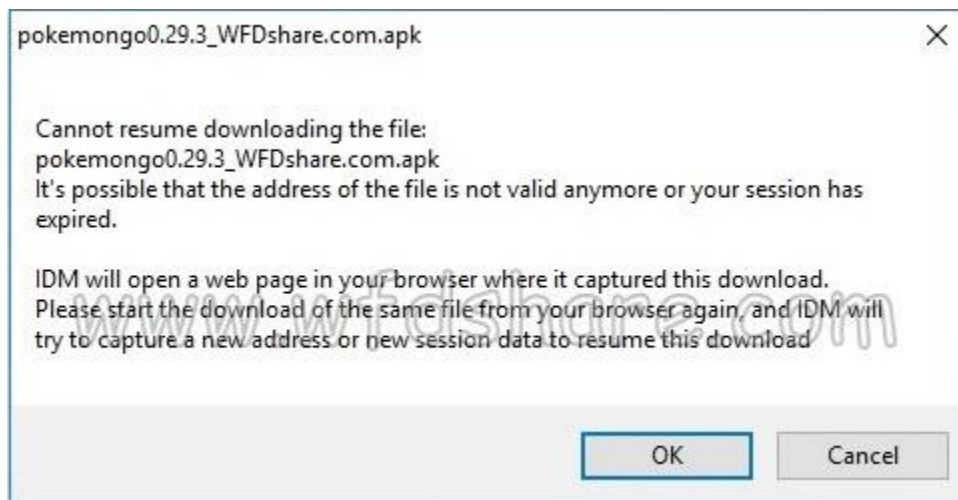 pokemongo0.29.3_WFDshare.com.apk
Cannot resume downloading the file:
pokemongo0.29.3_WFDshare.com.apk
It's possible that the address of the file is not valid anymore or your session has
expired.
IDM will open a web page in your browser where it captured this download.
Please start the download of the same file from your browser again, and IDM will
try to capture a new address or new session data to resume this download
www.wfdshare.com
OK Cancel